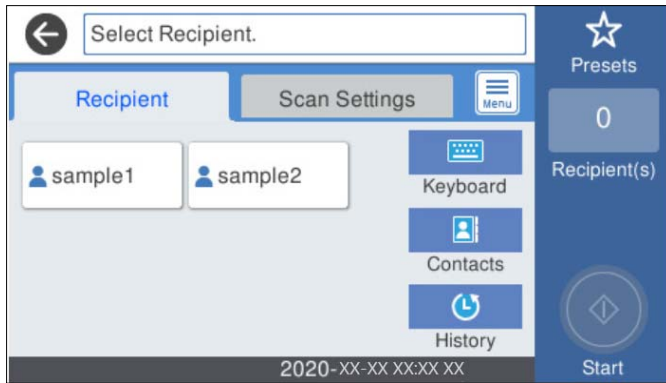 Select Recipient.
Presets
Recipient
Scan Settings
Menu
0
Recipient(s)
sample1
sample2
Keyboard
Contacts
History
2020-XX-XX XX:XX XX
Start